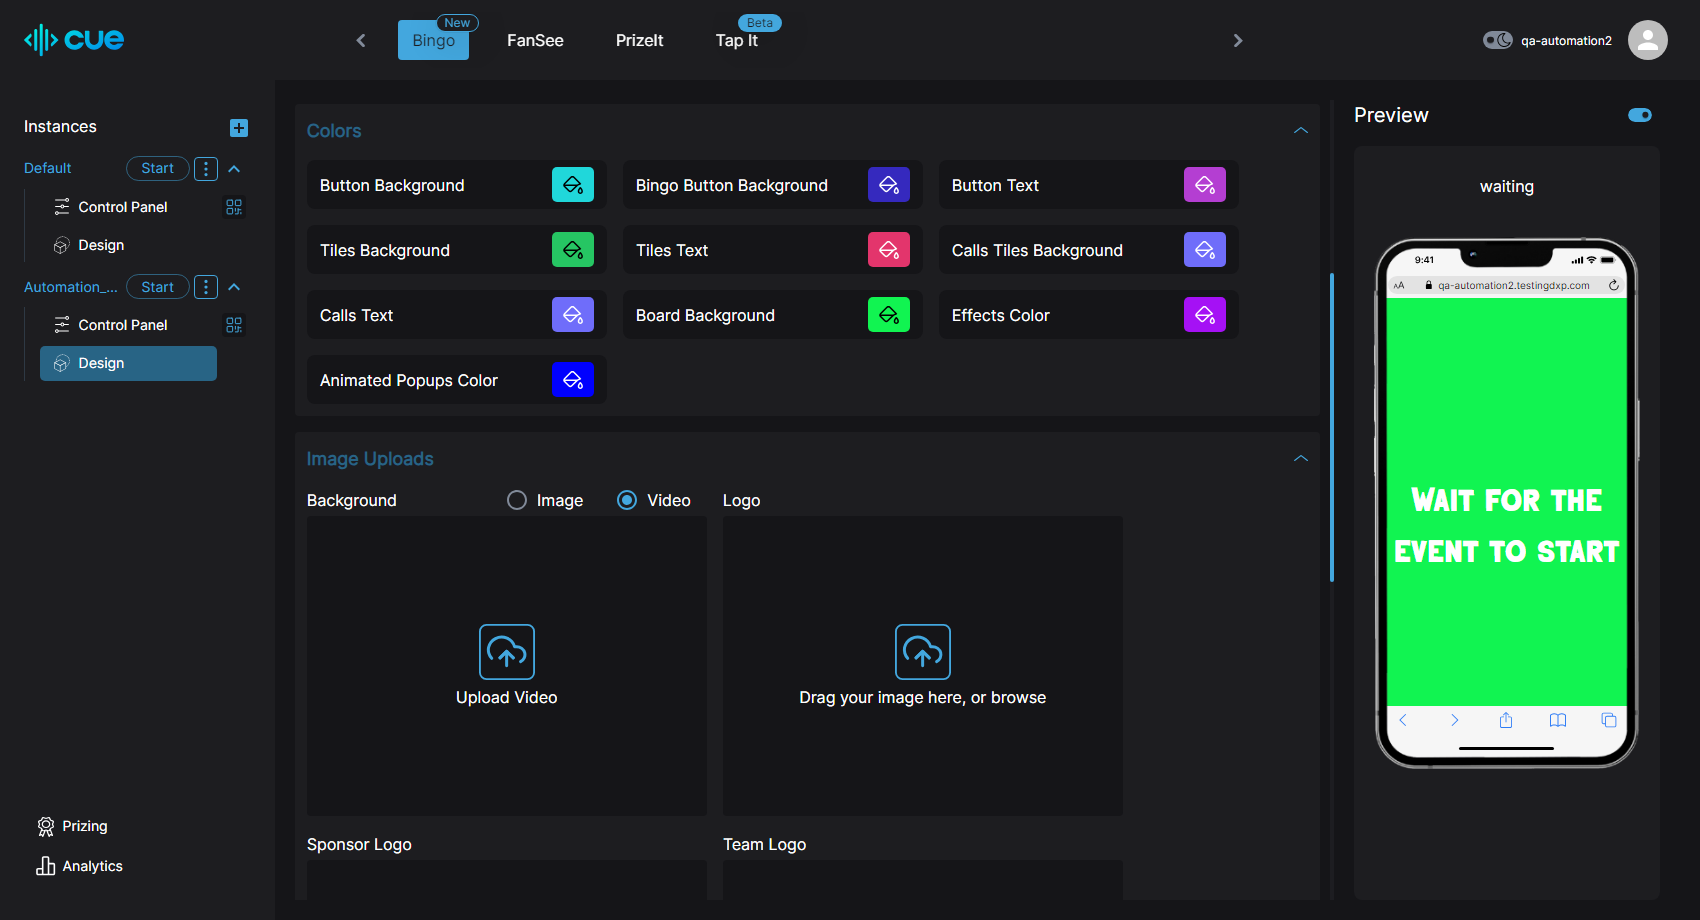 cue
New
Bingo
FanSee
PrizeIt
Beta
Tap It
qa-automation2
Instances
Default
Start
Control Panel
Design
Automation_...
Start
Control Panel
Design
Prizing
Analytics
Colors
Button Background
Bingo Button Background
Button Text
Tiles Background
Tiles Text
Calls Tiles Background
Calls Text
Board Background
Effects Color
Animated Popups Color
Image Uploads
Background
Image
Video
Logo
Upload Video
Drag your image here, or browse
Sponsor Logo
Team Logo
Preview
waiting
9:41
AA
qa-automation2.testingdxp.com
WAIT FOR THE
EVENT TO START